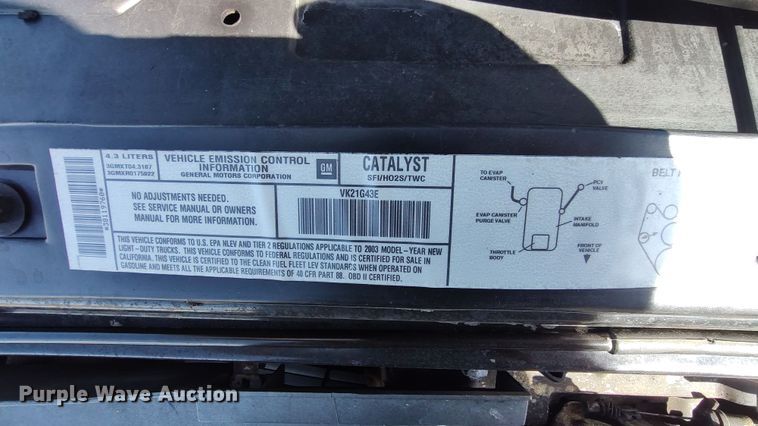 4.3 LITERS
3GMXT04.3187
3GMXR0175922
VEHICLE EMISSION CONTROL
INFORMATION
GENERAL MOTORS CORPORATION
GM
CATALYST
SFI/HO2S/TWC
NO ADJUSTMENTS NEEDED.
SEE SERVICE MANUAL OR OWNERS
MANUAL FOR MORE INFORMATION.
VK21G43E
THIS VEHICLE CONFORMS TO U.S. EPA NLEV AND TIER 2 REGULATIONS APPLICABLE TO 2003 MODEL-YEAR NEW
LIGHT-DUTY TRUCKS. THIS VEHICLE CONFORMS TO FEDERAL REGULATIONS AND IS CERTIFIED FOR SALE IN
CALIFORNIA. THIS VEHICLE IS CERTIFIED TO THE CLEAN FUEL FLEET LEV STANDARDS WHEN OPERATED ON
GASOLINE AND MEETS ALL THE APPLICABLE REQUIREMENTS OF 40 CFR PART 88. OBD II CERTIFIED.
TO EVAP
CANISTER
PCV
VALVE
EVAP CANISTER
PURGE VALVE
INTAKE
MANIFOLD
THROTTLE
BODY
FRONT OF
VEHICLE
BELT
Purple Wave Auction